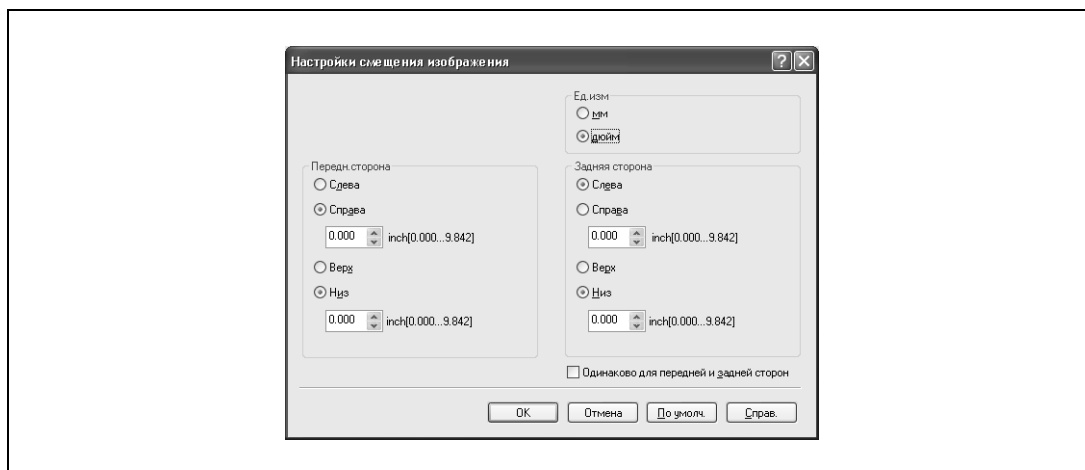 Настройки смещения изображения
Ед.изм
мм
дюйм
Передн.сторона
Слева
Справа
0.000 inch[0.000...9.842]
Верх
Низ
0.000 inch[0.000...9.842]
Задняя сторона
Слева
Справа
0.000 inch[0.000...9.842]
Верх
Низ
0.000 inch[0.000...9.842]
Одинаково для передней и задней сторон
OK
Отмена
По умолч.
Справ.